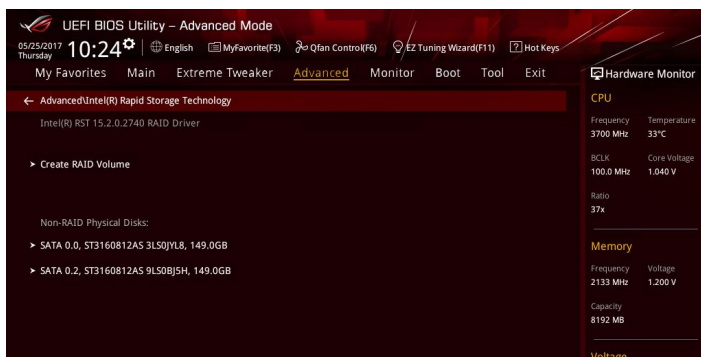 UEFI BIOS Utility – Advanced Mode
05/25/2017 Thursday 10:24 English MyFavorite(F3) Qfan Control(F6) EZ Tuning Wizard(F11) ? Hot Keys
My Favorites Main Extreme Tweaker Advanced Monitor Boot Tool Exit
Hardware Monitor
← Advanced\Intel(R) Rapid Storage Technology
Intel(R) RST 15.2.0.2740 RAID Driver
> Create RAID Volume
Non-RAID Physical Disks:
> SATA 0.0, ST3160812AS 3LS0JYL8, 149.0GB
> SATA 0.2, ST3160812AS 9LS0BJ5H, 149.0GB
CPU
Frequency Temperature
3700 MHz 33°C
BCLK Core Voltage
100.0 MHz 1.040 V
Ratio
37x
Memory
Frequency Voltage
2133 MHz 1.200 V
Capacity
8192 MB
Voltage